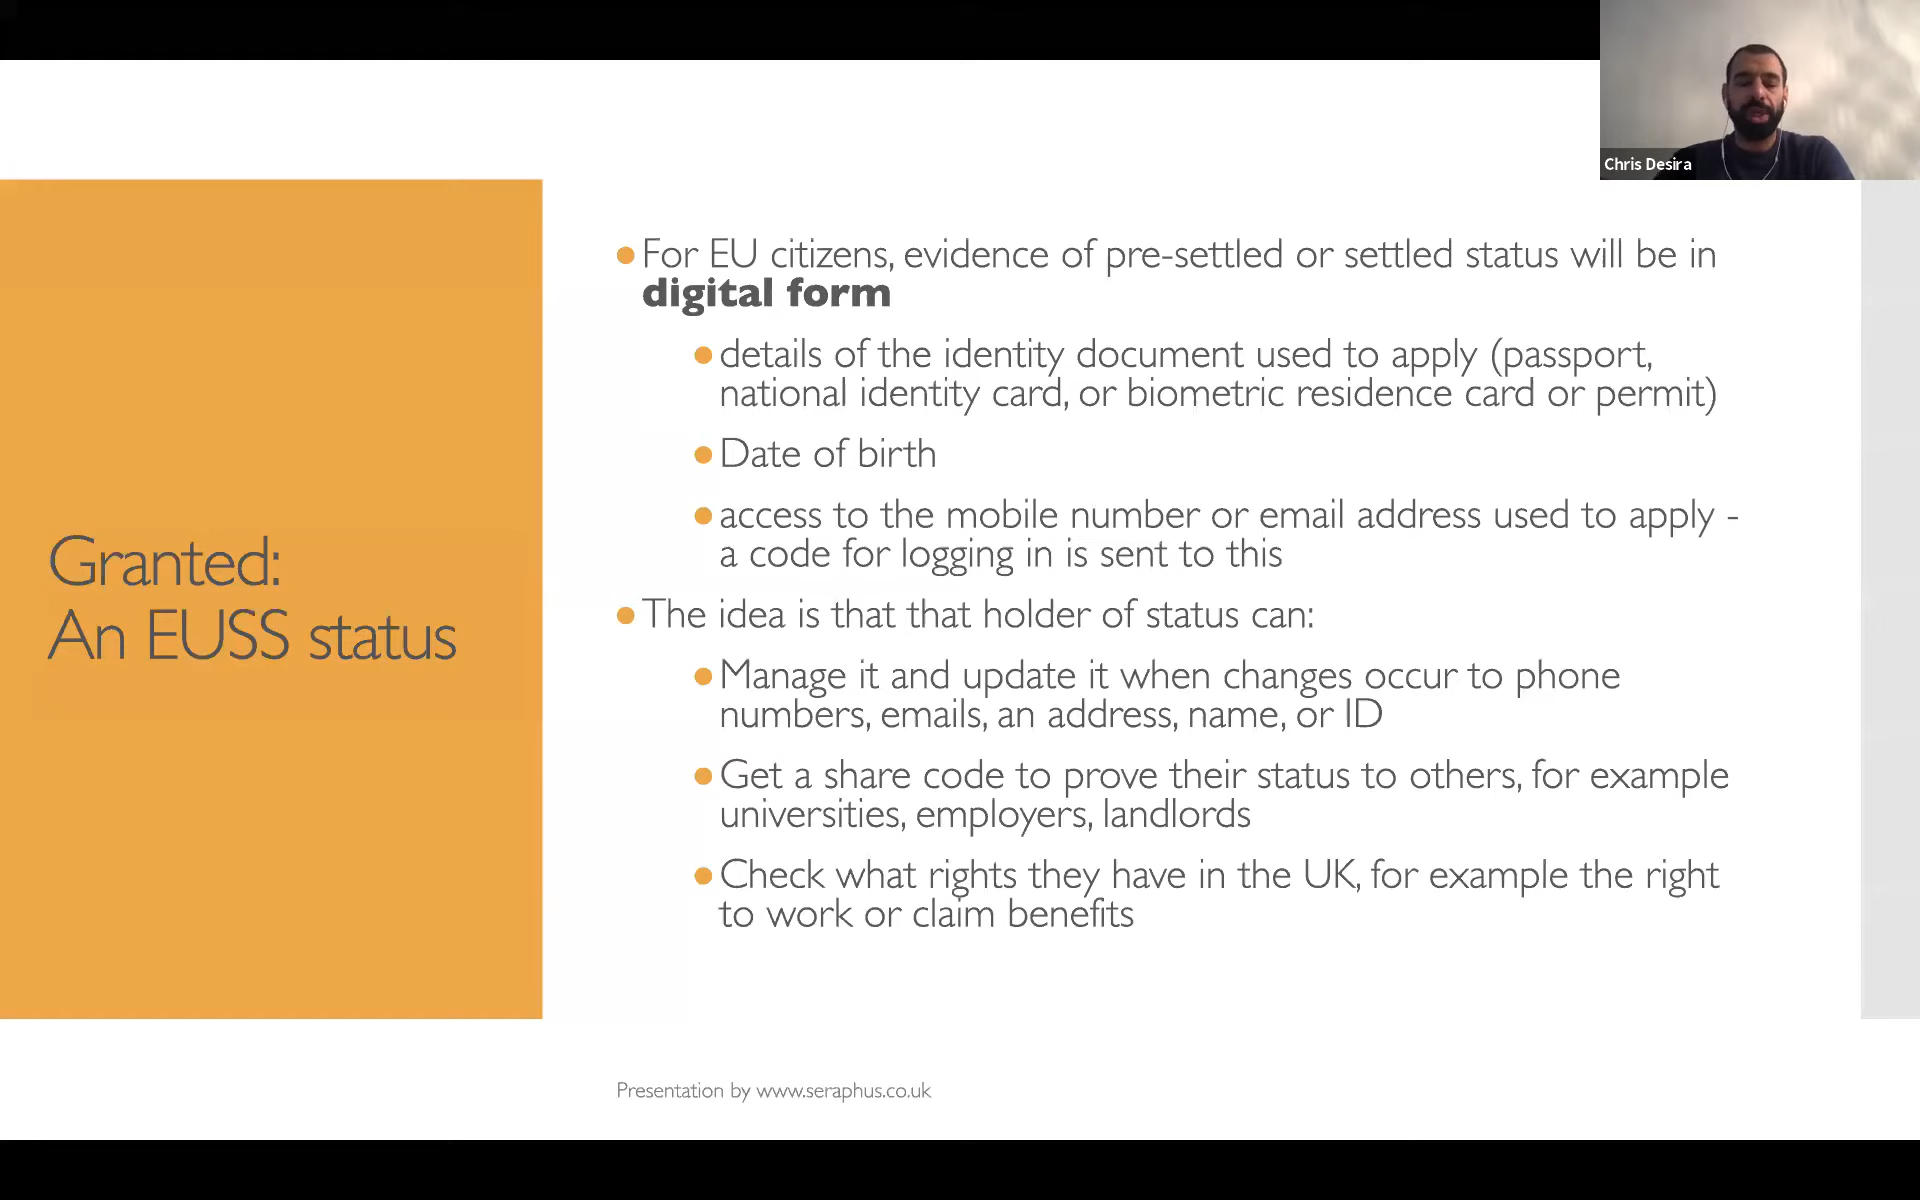 Chris Desira
Granted:
An EUSS status
For EU citizens, evidence of pre-settled or settled status will be in
digital form
details of the identity document used to apply (passport,
national identity card, or biometric residence card or permit)
Date of birth
access to the mobile number or email address used to apply -
a code for logging in is sent to this
The idea is that that holder of status can:
Manage it and update it when changes occur to phone
numbers, emails, an address, name, or ID
Get a share code to prove their status to others, for example
universities, employers, landlords
Check what rights they have in the UK, for example the right
to work or claim benefits
Presentation by www.seraphus.co.uk